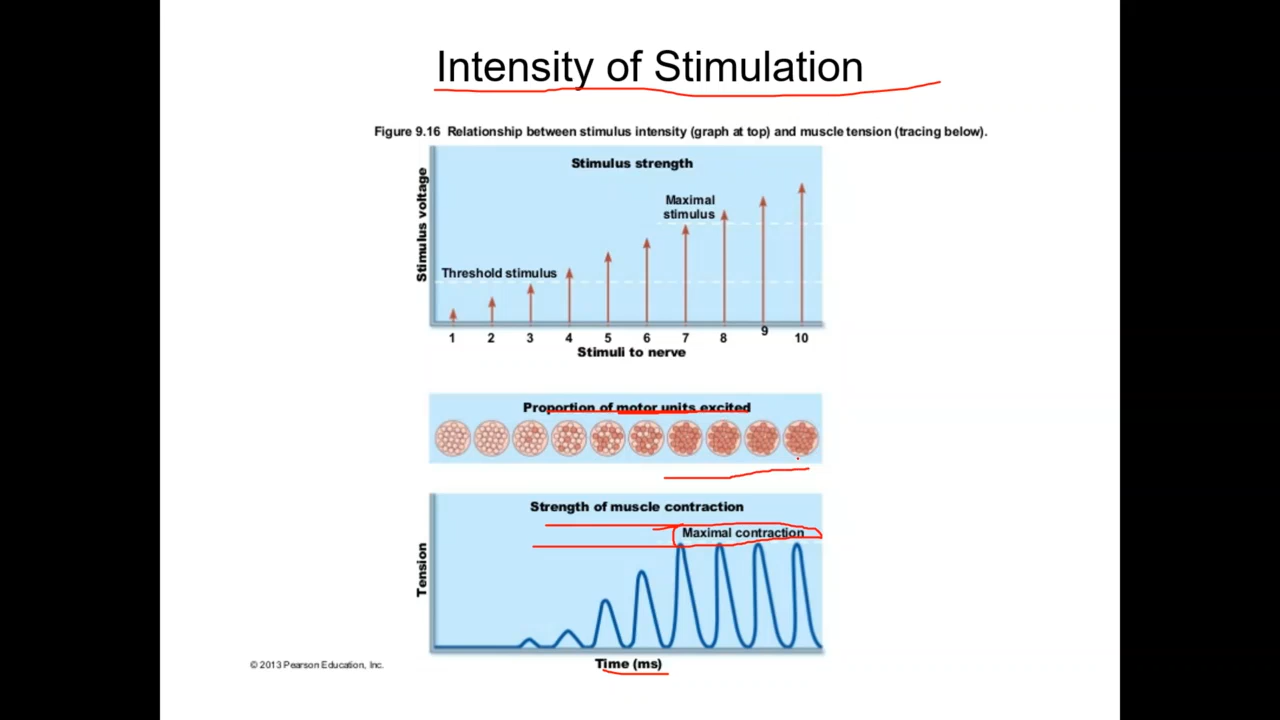 Intensity of Stimulation
Figure 9.16 Relationship between stimulus intensity (graph at top) and muscle tension (tracing below).
Stimulus strength
Stimulus voltage
Maximal
stimulus
Threshold stimulus
1 2 3 4 5 6 7 8 9 10
Stimuli to nerve
Proportion of motor units excited
Strength of muscle contraction
Maximal contraction
Tension
Time (ms)
© 2013 Pearson Education, Inc.